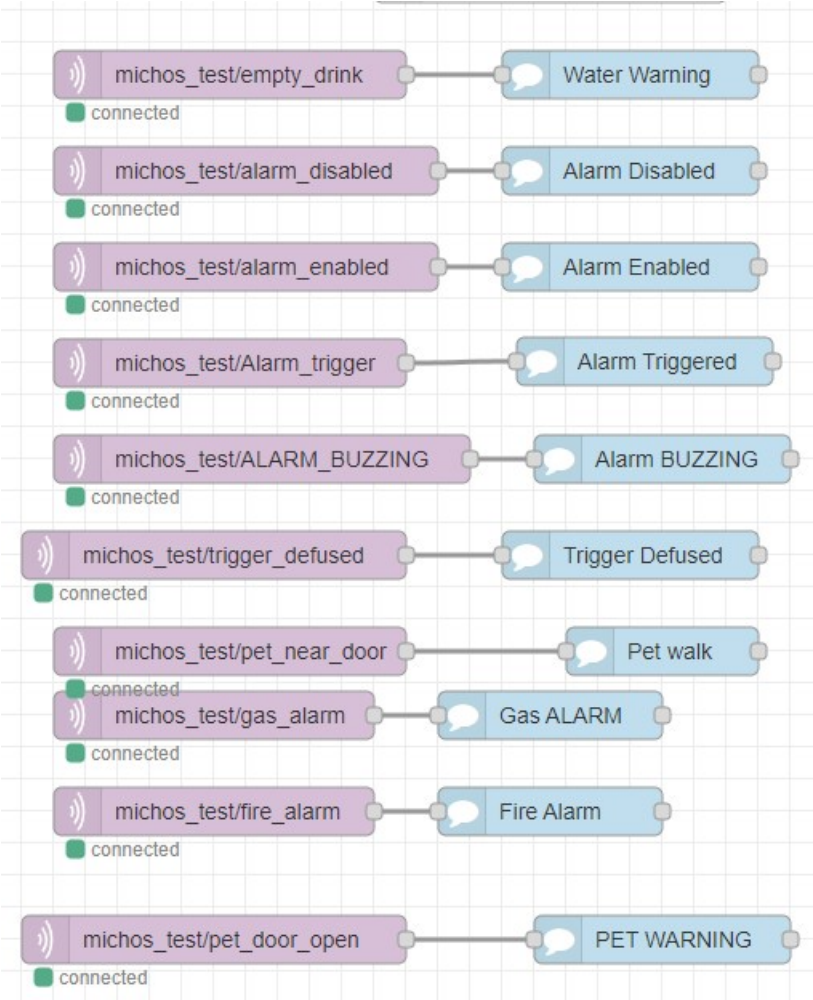 michos_test/empty_drink Water Warning
connected
michos_test/alarm_disabled Alarm Disabled
connected
michos_test/alarm_enabled Alarm Enabled
connected
michos_test/Alarm_trigger Alarm Triggered
connected
michos_test/ALARM_BUZZING Alarm BUZZING
connected
michos_test/trigger_defused Trigger Defused
connected
michos_test/pet_near_door Pet walk
connected
michos_test/gas_alarm Gas ALARM
connected
michos_test/fire_alarm Fire Alarm
connected
michos_test/pet_door_open PET WARNING
connected